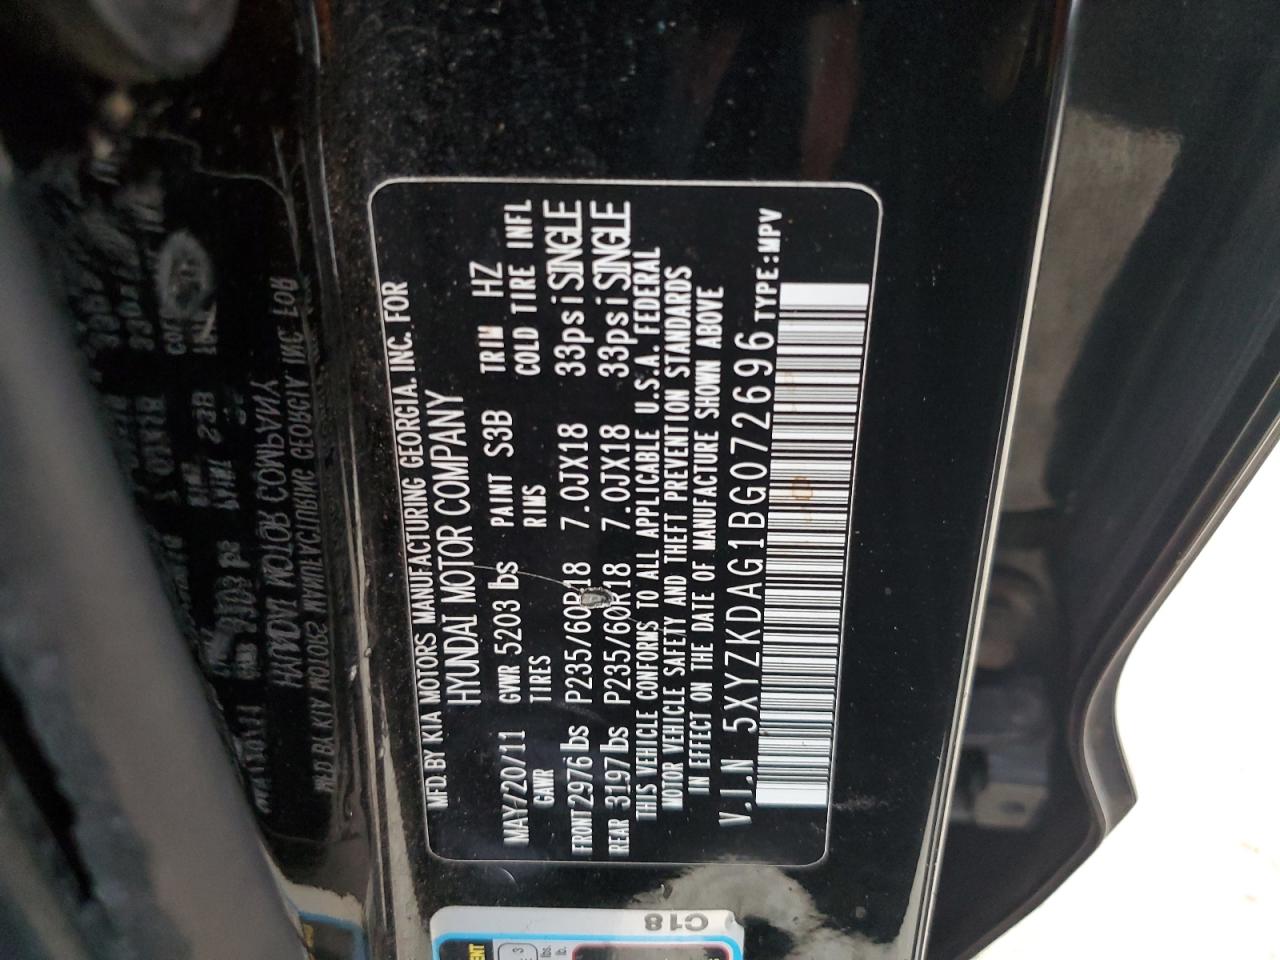 MFD. BY KIA MOTORS MANUFACTURING GEORGIA. INC. FOR
HYUNDAI MOTOR COMPANY
MAY/20/11 GVWR 5203 lbs PAINT S3B TRIM HZ
GAWR TIRES RIMS COLD TIRE INFL
FRONT 2976 lbs P235/60R18 7.0JX18 33psi SINGLE
REAR 3197 lbs P235/60R18 7.0JX18 33psi SINGLE
THIS VEHICLE CONFORMS TO ALL APPLICABLE U.S.A. FEDERAL
MOTOR VEHICLE SAFETY AND THEFT PREVENTION STANDARDS
IN EFFECT ON THE DATE OF MANUFACTURE SHOWN ABOVE
V.I.N 5XYZKDAG1BG072696 TYPE:MPV
C18